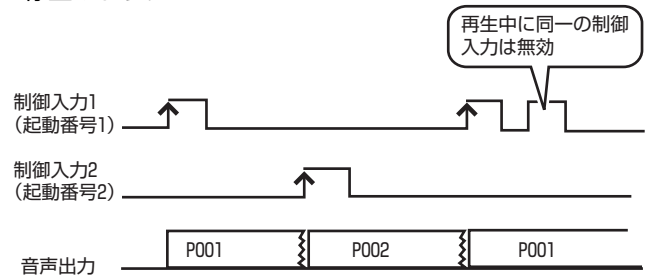 再生中に同一の制御
入力は無効
制御入力1
（起動番号1）
制御入力2
（起動番号2）
P001
P002
P001
音声出力